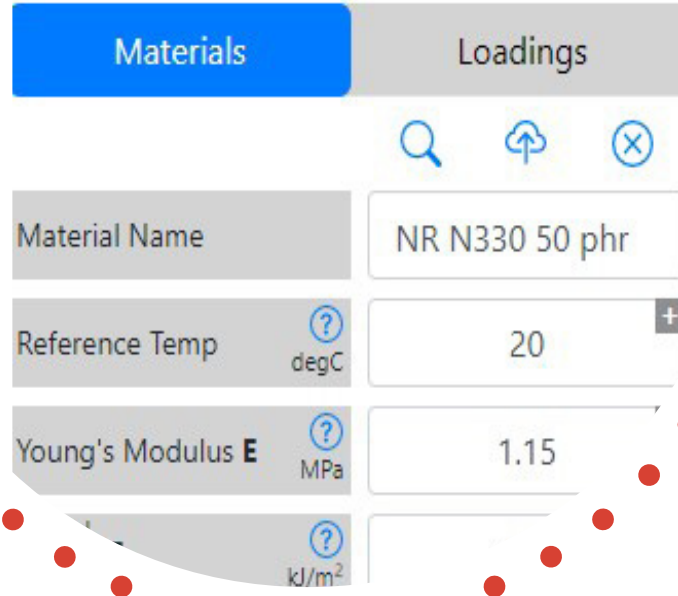 Materials Loadings
Material Name NR N330 50 phr
Reference Temp ? degC 20 +
Young's Modulus E ? MPa 1.15
? kJ/m²